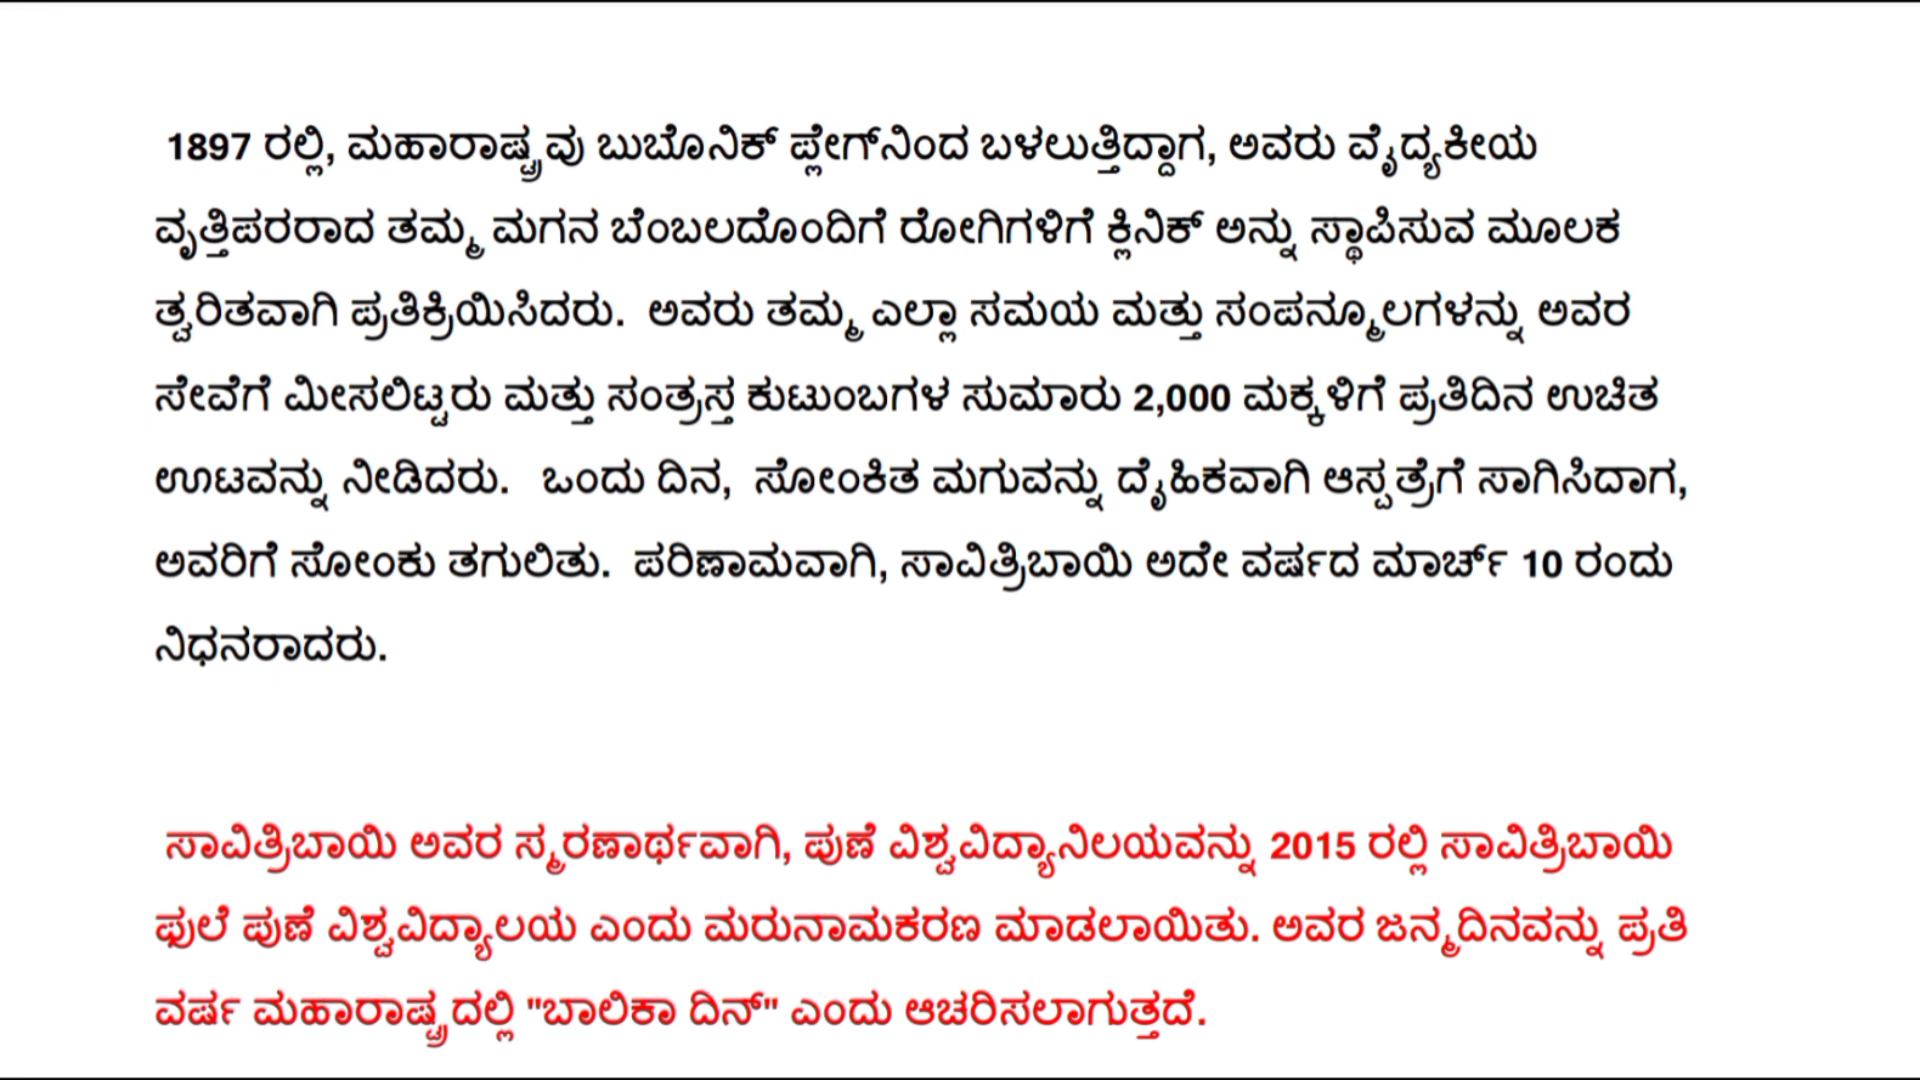 1897 ರಲ್ಲಿ, ಮಹಾರಾಷ್ಟ್ರವು ಬುಬೊನಿಕ್ ಪ್ಲೇಗ್‌ನಿಂದ ಬಳಲುತ್ತಿದ್ದಾಗ, ಅವರು ವೈದ್ಯಕೀಯ
ವೃತ್ತಿಪರರಾದ ತಮ್ಮ ಮಗನ ಬೆಂಬಲದೊಂದಿಗೆ ರೋಗಿಗಳಿಗೆ ಕ್ಲಿನಿಕ್ ಅನ್ನು ಸ್ಥಾಪಿಸುವ ಮೂಲಕ
ತ್ವರಿತವಾಗಿ ಪ್ರತಿಕ್ರಿಯಿಸಿದರು. ಅವರು ತಮ್ಮ ಎಲ್ಲಾ ಸಮಯ ಮತ್ತು ಸಂಪನ್ಮೂಲಗಳನ್ನು ಅವರ
ಸೇವೆಗೆ ಮೀಸಲಿಟ್ಟರು ಮತ್ತು ಸಂತ್ರಸ್ತ ಕುಟುಂಬಗಳ ಸುಮಾರು 2,000 ಮಕ್ಕಳಿಗೆ ಪ್ರತಿದಿನ ಉಚಿತ
ಊಟವನ್ನು ನೀಡಿದರು. ಒಂದು ದಿನ, ಸೋಂಕಿತ ಮಗುವನ್ನು ದೈಹಿಕವಾಗಿ ಆಸ್ಪತ್ರೆಗೆ ಸಾಗಿಸಿದಾಗ,
ಅವರಿಗೆ ಸೋಂಕು ತಗುಲಿತು. ಪರಿಣಾಮವಾಗಿ, ಸಾವಿತ್ರಿಬಾಯಿ ಅದೇ ವರ್ಷದ ಮಾರ್ಚ್ 10 ರಂದು
ನಿಧನರಾದರು.
ಸಾವಿತ್ರಿಬಾಯಿ ಅವರ ಸ್ಮರಣಾರ್ಥವಾಗಿ, ಪುಣೆ ವಿಶ್ವವಿದ್ಯಾನಿಲಯವನ್ನು 2015 ರಲ್ಲಿ ಸಾವಿತ್ರಿಬಾಯಿ
ಫುಲೆ ಪುಣೆ ವಿಶ್ವವಿದ್ಯಾಲಯ ಎಂದು ಮರುನಾಮಕರಣ ಮಾಡಲಾಯಿತು. ಅವರ ಜನ್ಮದಿನವನ್ನು ಪ್ರತಿ
ವರ್ಷ ಮಹಾರಾಷ್ಟ್ರದಲ್ಲಿ "ಬಾಲಿಕಾ ದಿನ್" ಎಂದು ಆಚರಿಸಲಾಗುತ್ತದೆ.